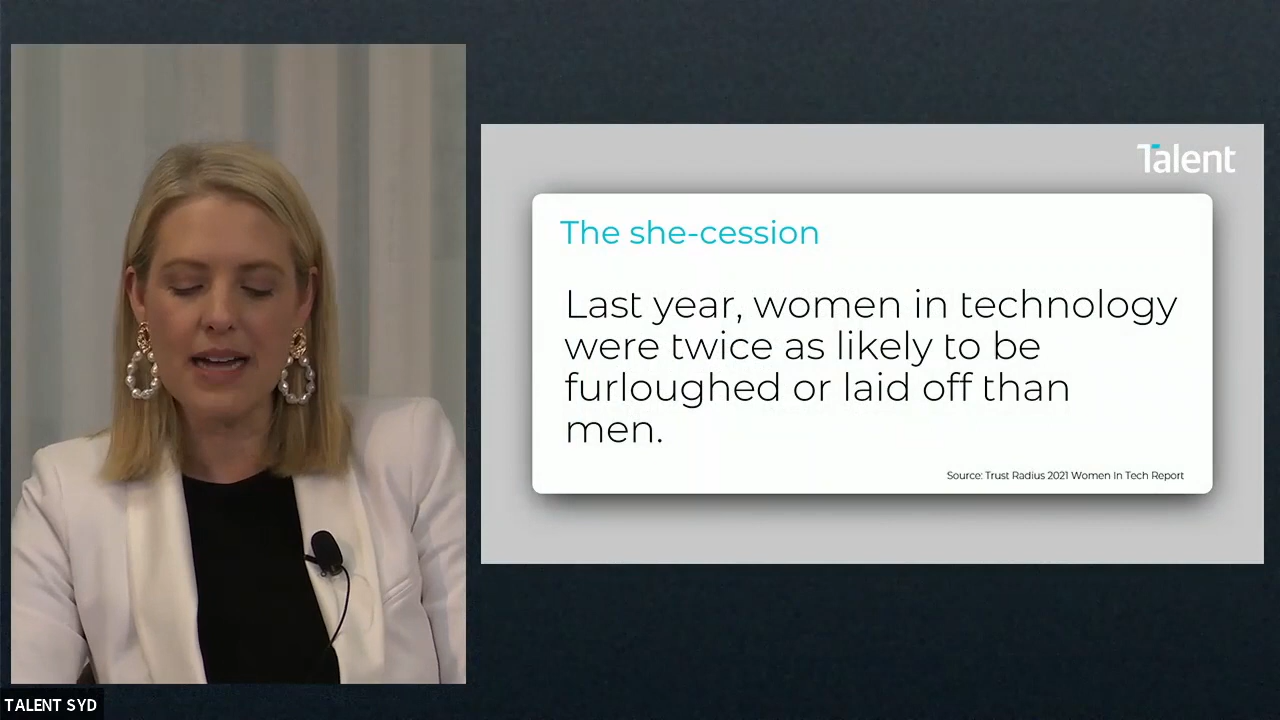 Talent
The she-cession
Last year, women in technology
were twice as likely to be
furloughed or laid off than
men.
Source: Trust Radius 2021 Women In Tech Report
TALENT SYD